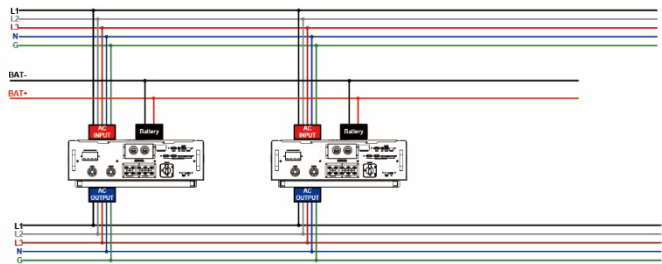 L1
L2
L3
N
G
BAT-
BAT+
AC
INPUT
Battery
AC
INPUT
Battery
AC
OUTPUT
AC
OUTPUT
L1
L2
L3
N
G